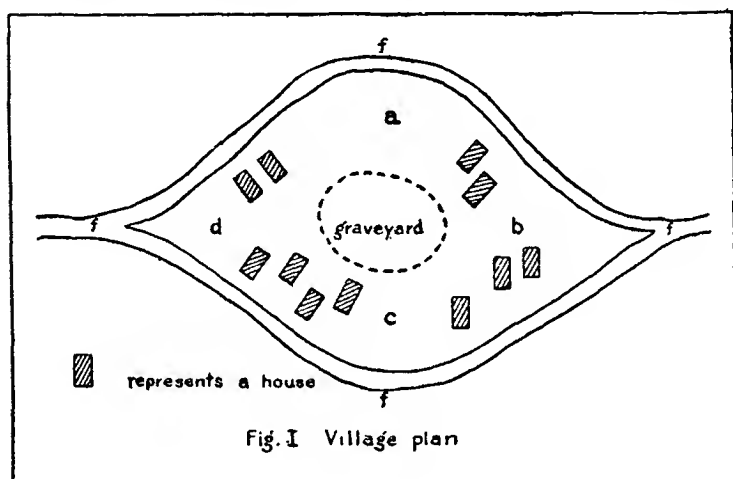 f
a
f d graveyard b f
c
represents a house
f
Fig. I Village plan